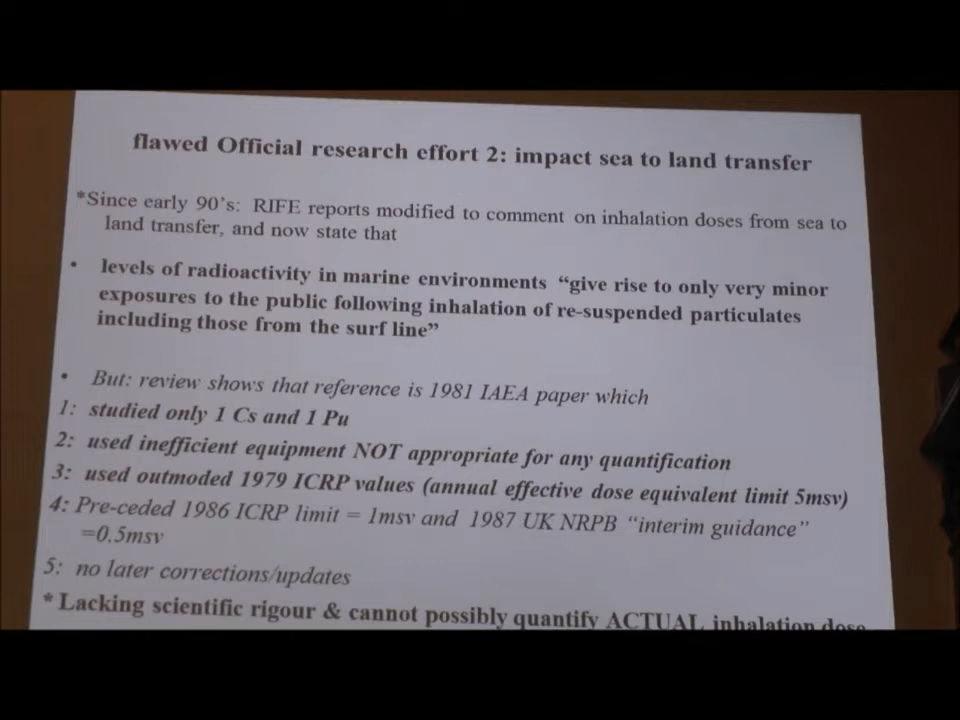 flawed Official research effort 2: impact sea to land transfer
*Since early 90's: RIFE reports modified to comment on inhalation doses from sea to
land transfer, and now state that
• levels of radioactivity in marine environments “give rise to only very minor
exposures to the public following inhalation of re-suspended particulates
including those from the surf line”
• But: review shows that reference is 1981 IAEA paper which
1: studied only 1 Cs and 1 Pu
2: used inefficient equipment NOT appropriate for any quantification
3: used outmoded 1979 ICRP values (annual effective dose equivalent limit 5msv)
4: Pre-ceded 1986 ICRP limit = 1msv and 1987 UK NRPB “interim guidance”
=0.5msv
5: no later corrections/updates
* Lacking scientific rigour & cannot possibly quantify ACTUAL inhalation dose